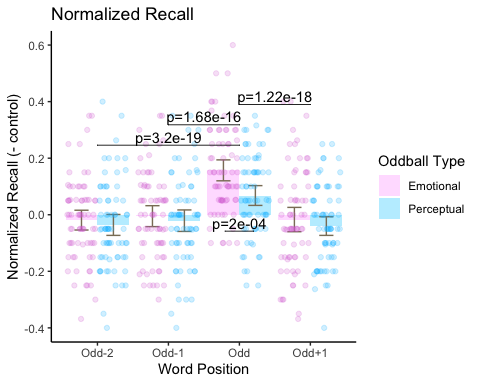 Normalized Recall
Normalized Recall (- control)
0.6
0.4
0.2
0.0
-0.2
-0.4
p=1.22e-18
p=1.68e-16
p=3.2e-19
p=2e-04
Odd-2
Odd-1
Odd
Odd+1
Word Position
Oddball Type
Emotional
Perceptual